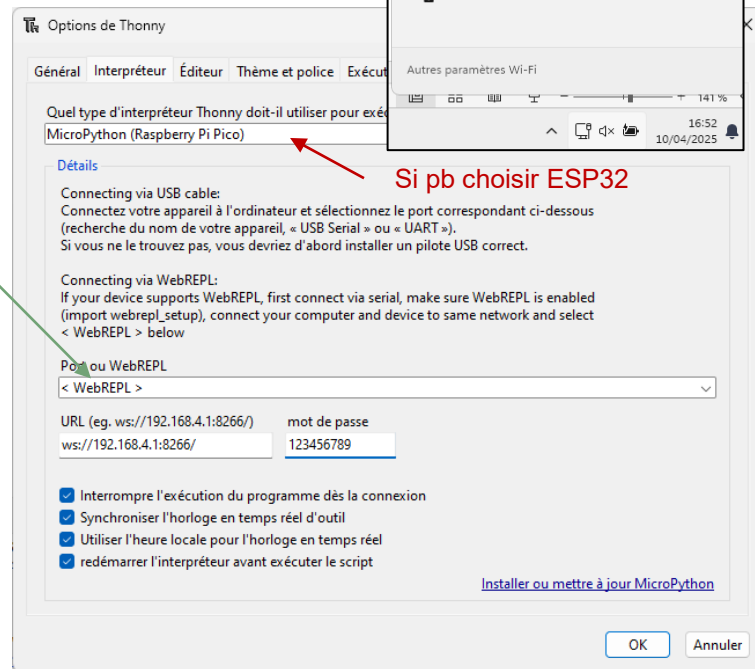 Options de Thonny
Autres paramètres Wi-Fi
141 %
16:52
10/04/2025
Général Interpréteur Éditeur Thème et police Exécut
Quel type d'interpréteur Thonny doit-il utiliser pour exéc
MicroPython (Raspberry Pi Pico)
Si pb choisir ESP32
Détails
Connecting via USB cable:
Connectez votre appareil à l'ordinateur et sélectionnez le port correspondant ci-dessous
(recherche du nom de votre appareil, « USB Serial » ou « UART »).
Si vous ne le trouvez pas, vous devriez d'abord installer un pilote USB correct.
Connecting via WebREPL:
If your device supports WebREPL, first connect via serial, make sure WebREPL is enabled
(import webrepl_setup), connect your computer and device to same network and select
< WebREPL > below
Port ou WebREPL
< WebREPL >
URL (eg. ws://192.168.4.1:8266/) mot de passe
ws://192.168.4.1:8266/ 123456789
Interrompre l'exécution du programme dès la connexion
Synchroniser l'horloge en temps réel d'outil
Utiliser l'heure locale pour l'horloge en temps réel
redémarrer l'interpréteur avant exécuter le script
Installer ou mettre à jour MicroPython
OK Annuler